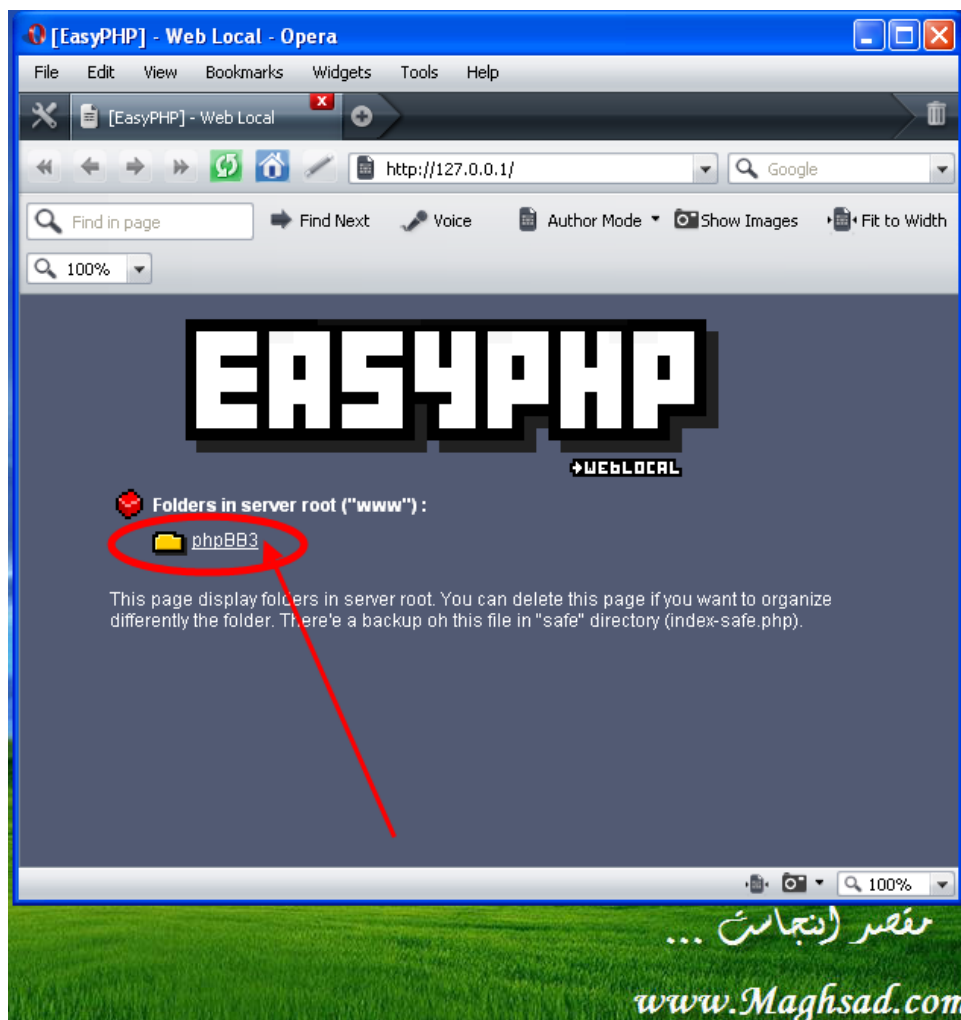 [EasyPHP] - Web Local - Opera
File Edit View Bookmarks Widgets Tools Help
[EasyPHP] - Web Local
http://127.0.0.1/ Google
Find in page Find Next Voice Author Mode Show Images Fit to Width
100%
EASYPHP
WEBLOCAL
Folders in server root ("www") :
phpBB3
This page display folders in server root. You can delete this page if you want to organize
differently the folder. There'e a backup oh this file in "safe" directory (index-safe.php).
100%
مقصد اینجاست ...
www.Maghsad.com